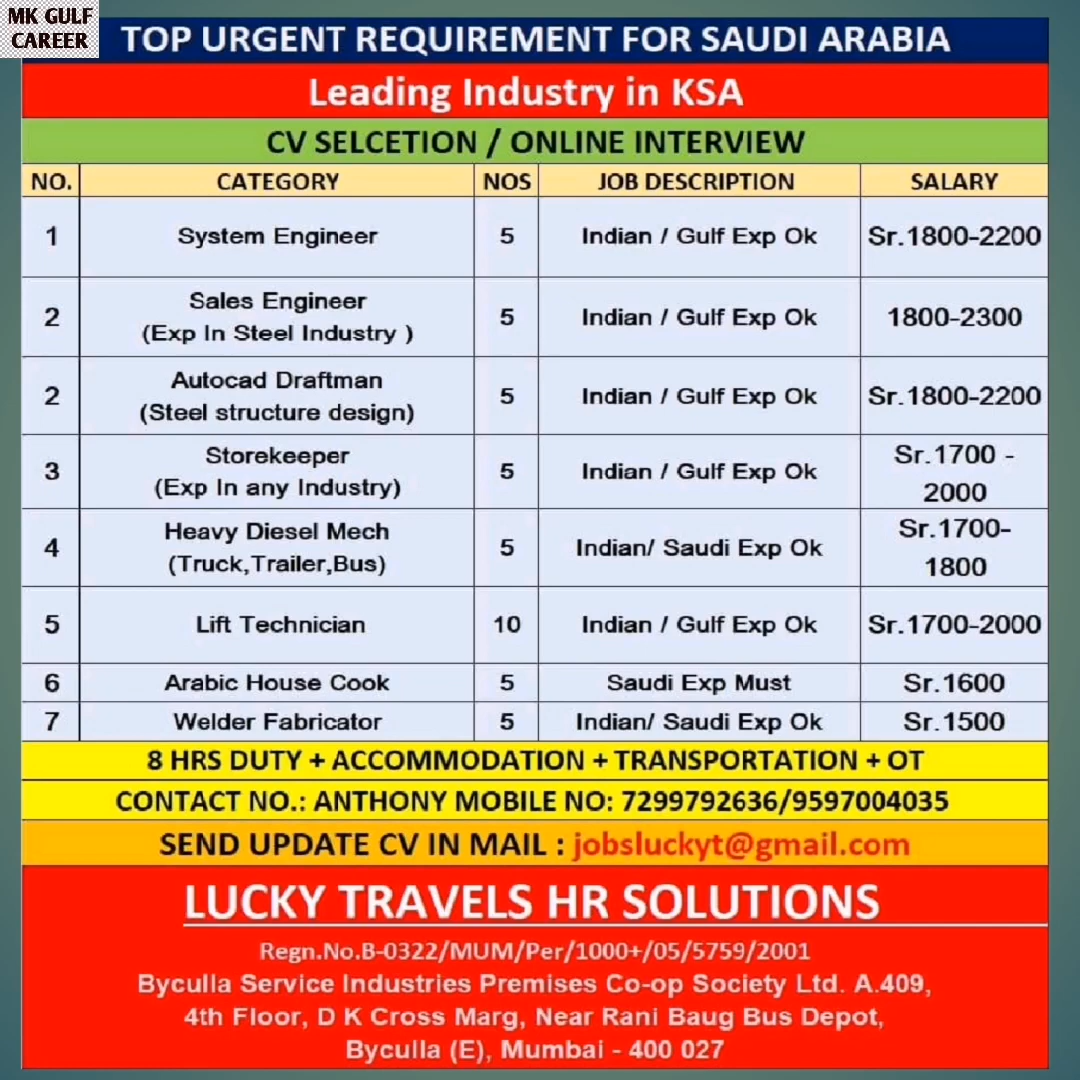 MK GULF
CAREER
TOP URGENT REQUIREMENT FOR SAUDI ARABIA
Leading Industry in KSA
CV SELCETION / ONLINE INTERVIEW
NO. CATEGORY NOS JOB DESCRIPTION SALARY
1 System Engineer 5 Indian / Gulf Exp Ok Sr.1800-2200
2 Sales Engineer (Exp In Steel Industry ) 5 Indian / Gulf Exp Ok 1800-2300
2 Autocad Draftman (Steel structure design) 5 Indian / Gulf Exp Ok Sr.1800-2200
3 Storekeeper (Exp In any Industry) 5 Indian / Gulf Exp Ok Sr.1700 - 2000
4 Heavy Diesel Mech (Truck,Trailer,Bus) 5 Indian/ Saudi Exp Ok Sr.1700- 1800
5 Lift Technician 10 Indian / Gulf Exp Ok Sr.1700-2000
6 Arabic House Cook 5 Saudi Exp Must Sr.1600
7 Welder Fabricator 5 Indian/ Saudi Exp Ok Sr.1500
8 HRS DUTY + ACCOMMODATION + TRANSPORTATION + OT
CONTACT NO.: ANTHONY MOBILE NO: 7299792636/9597004035
SEND UPDATE CV IN MAIL : jobsluckyt@gmail.com
LUCKY TRAVELS HR SOLUTIONS
Regn.No.B-0322/MUM/Per/1000+/05/5759/2001
Byculla Service Industries Premises Co-op Society Ltd. A.409,
4th Floor, D K Cross Marg, Near Rani Baug Bus Depot,
Byculla (E), Mumbai - 400 027